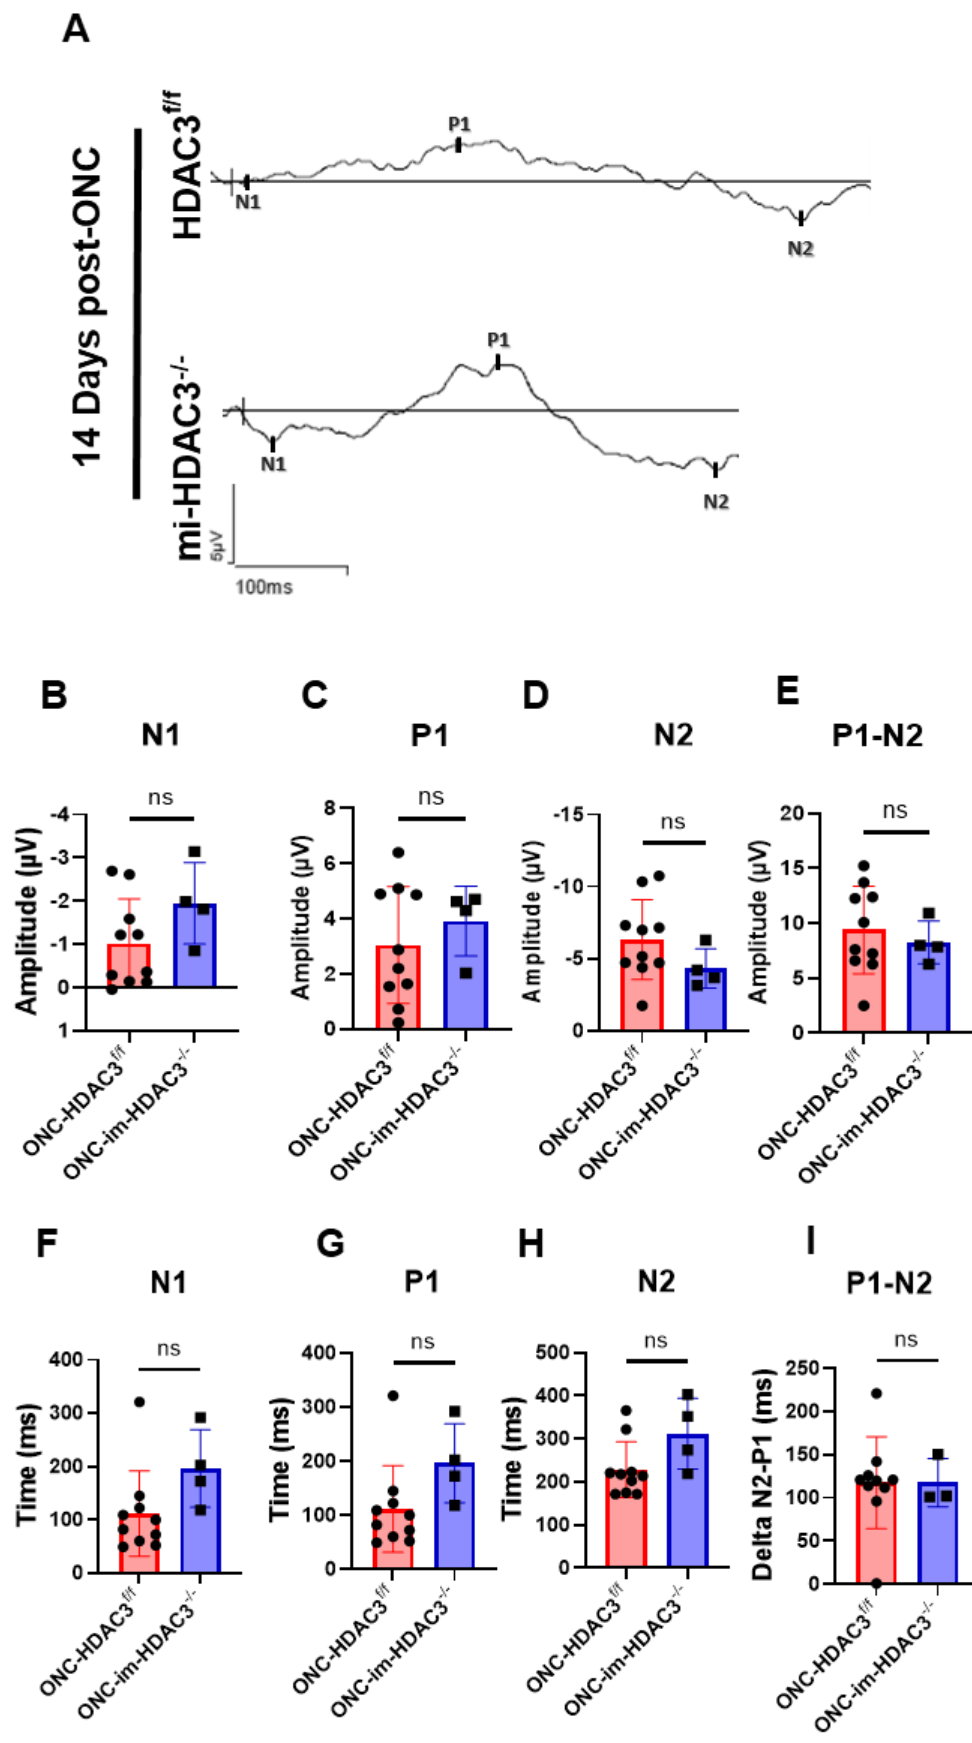 A
14 Days post-ONC
HDAC3f/f
P1
N1
N2
mi-HDAC3-/-
P1
N1
N2
5µV
100ms
B
C
D
E
N1
P1
N2
P1-N2
Amplitude (µV)
-4
-3
-2
-1
0
1
ns
ONC-HDAC3f/f
ONC-im-HDAC3-/-
Amplitude (µV)
8
6
4
2
0
ns
ONC-HDAC3f/f
ONC-im-HDAC3-/-
Amplitude (µV)
-15
-10
-5
0
ns
ONC-HDAC3f/f
ONC-im-HDAC3-/-
Amplitude (µV)
20
15
10
5
0
ns
ONC-HDAC3f/f
ONC-im-HDAC3-/-
F
G
H
I
N1
P1
N2
P1-N2
Time (ms)
400
300
200
100
0
ns
ONC-HDAC3f/f
ONC-im-HDAC3-/-
Time (ms)
400
300
200
100
0
ns
ONC-HDAC3f/f
ONC-im-HDAC3-/-
Time (ms)
500
400
300
200
100
0
ns
ONC-HDAC3f/f
ONC-im-HDAC3-/-
Delta N2-P1 (ms)
250
200
150
100
50
0
ns
ONC-HDAC3f/f
ONC-im-HDAC3-/-